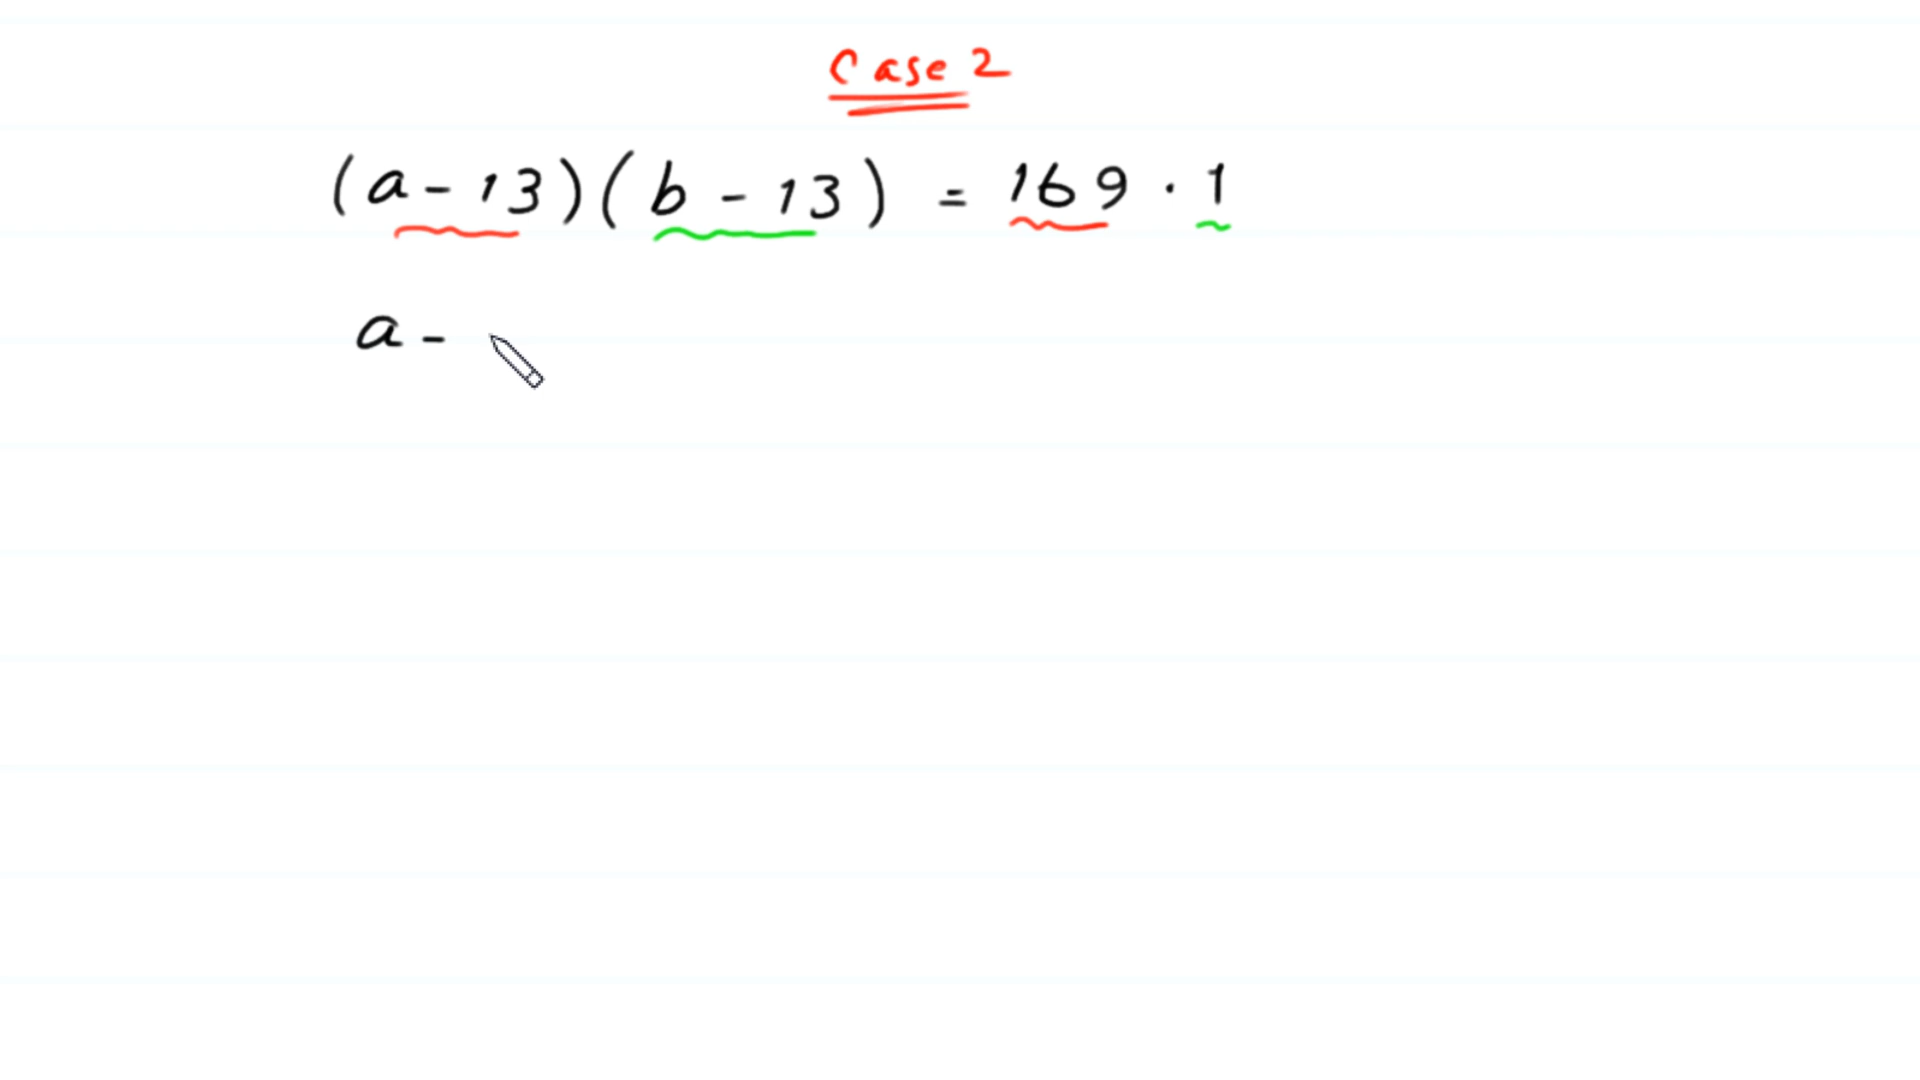 Case 2
(a - 13)(b - 13) = 169 · 1
a -